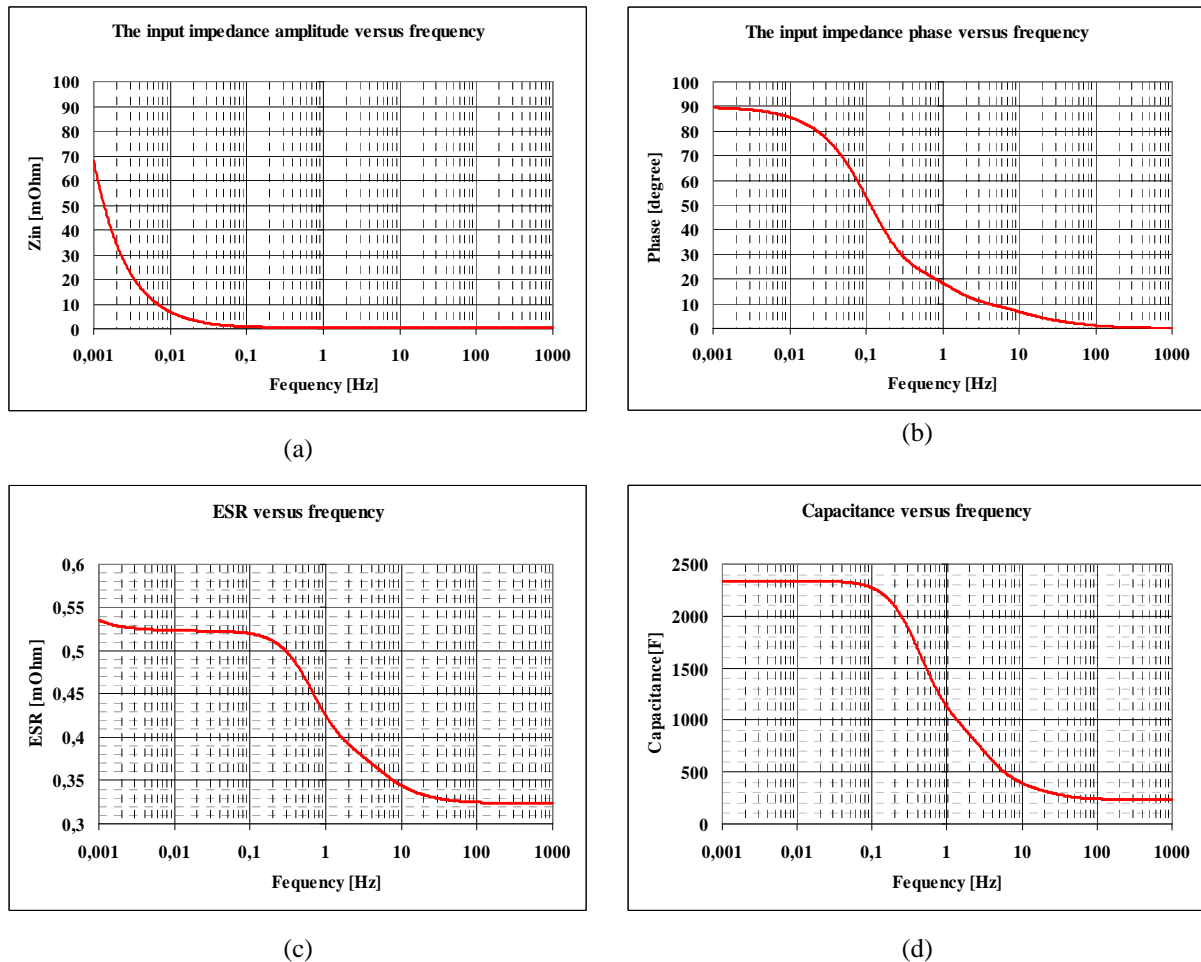 The input impedance amplitude versus frequency
100
90
80
70
60
50
40
30
20
10
0
Zin [mOhm]
0,001 0,01 0,1 1 10 100 1000
Fequency [Hz]
(a)
The input impedance phase versus frequency
100
90
80
70
60
50
40
30
20
10
0
Phase [degree]
0,001 0,01 0,1 1 10 100 1000
Fequency [Hz]
(b)
ESR versus frequency
0,6
0,55
0,5
0,45
0,4
0,35
0,3
ESR [mOhm]
0,001 0,01 0,1 1 10 100 1000
Fequency [Hz]
(c)
Capacitance versus frequency
2500
2000
1500
1000
500
0
Capacitance[F]
0,001 0,01 0,1 1 10 100 1000
Fequency [Hz]
(d)